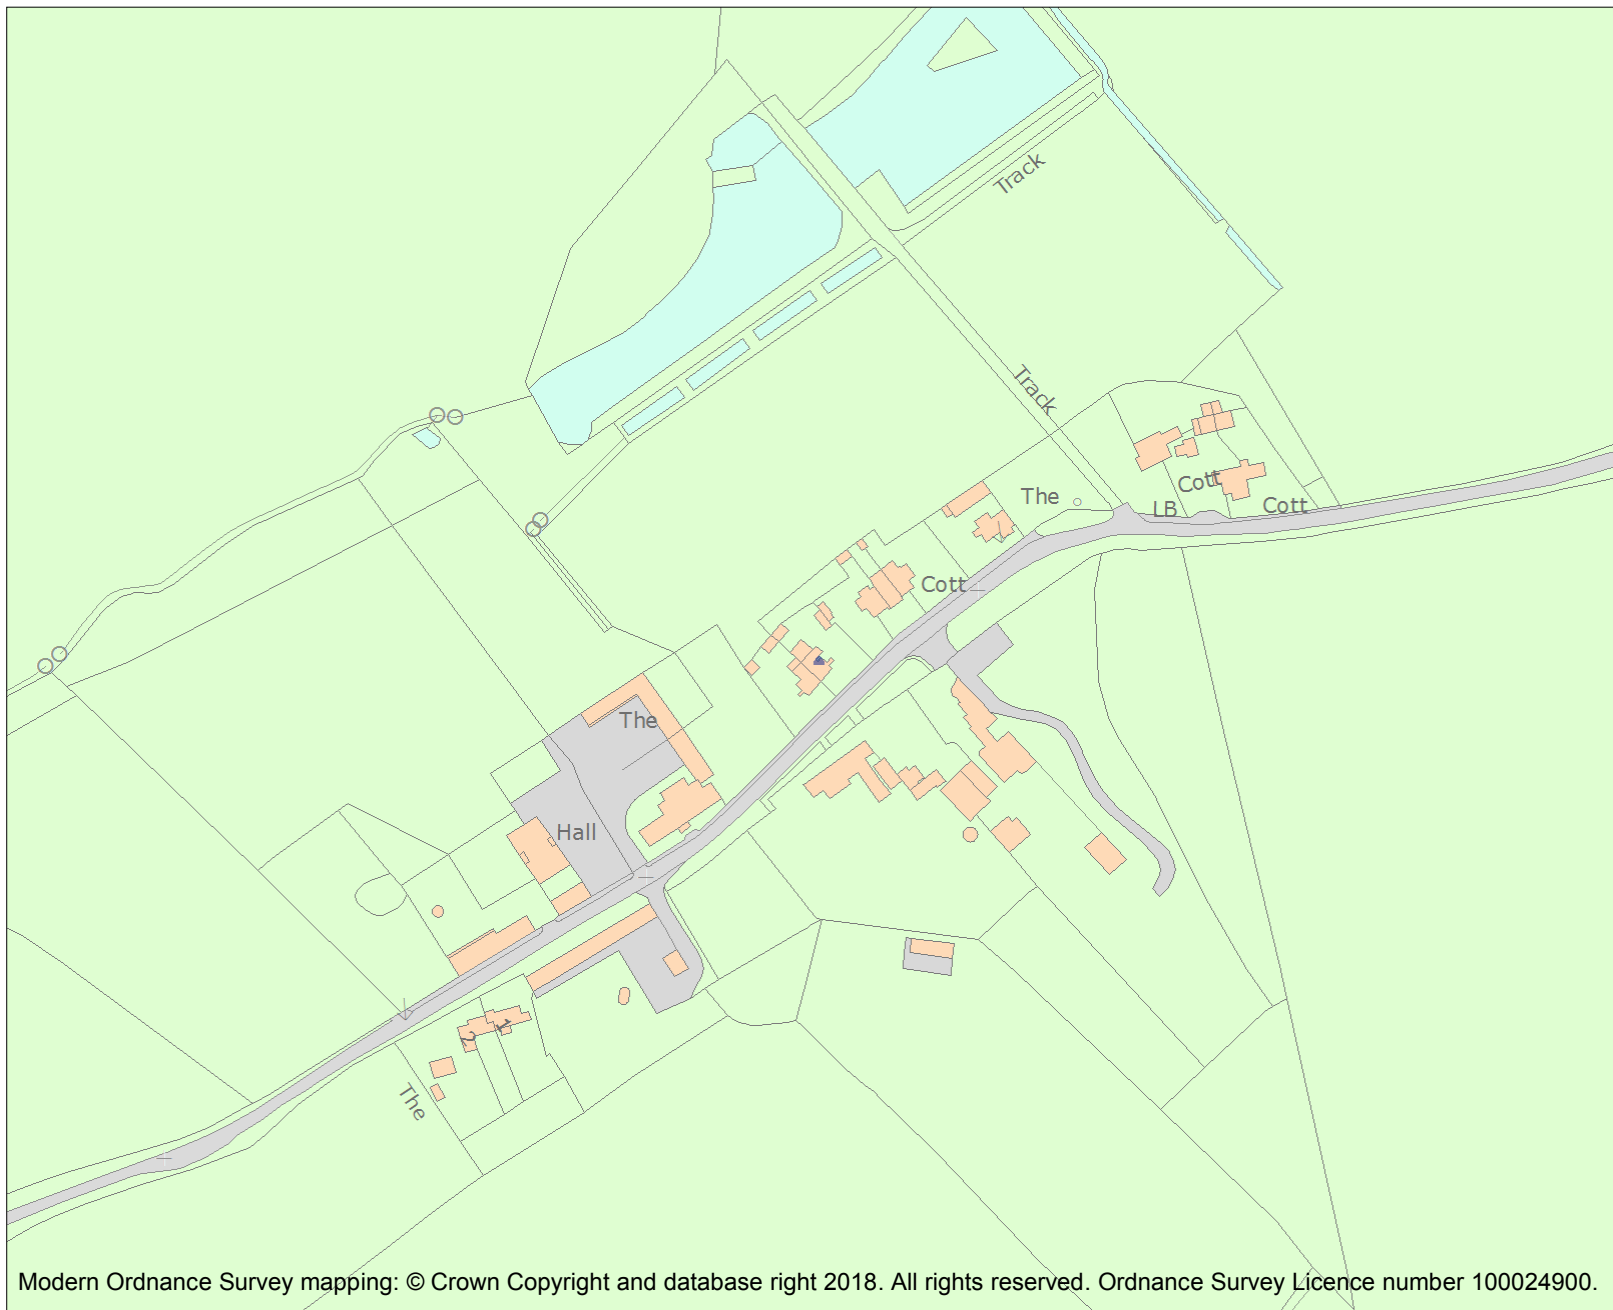 Track
Track
The
Cott
LB
Cott
Cott
The
Hall
1
2
The
Modern Ordnance Survey mapping: © Crown Copyright and database right 2018. All rights reserved. Ordnance Survey Licence number 100024900.